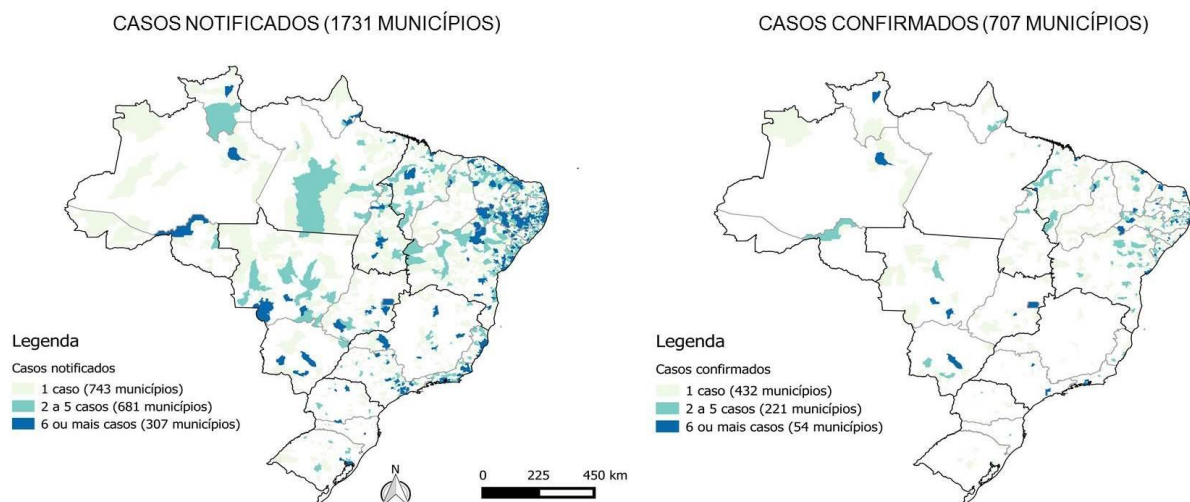 CASOS NOTIFICADOS (1731 MUNICÍPIOS)
Legenda
Casos notificados
1 caso (743 municípios)
2 a 5 casos (681 municípios)
6 ou mais casos (307 municípios)
N
0 225 450 km
CASOS CONFIRMADOS (707 MUNICÍPIOS)
Legenda
Casos confirmados
1 caso (432 municípios)
2 a 5 casos (221 municípios)
6 ou mais casos (54 municípios)